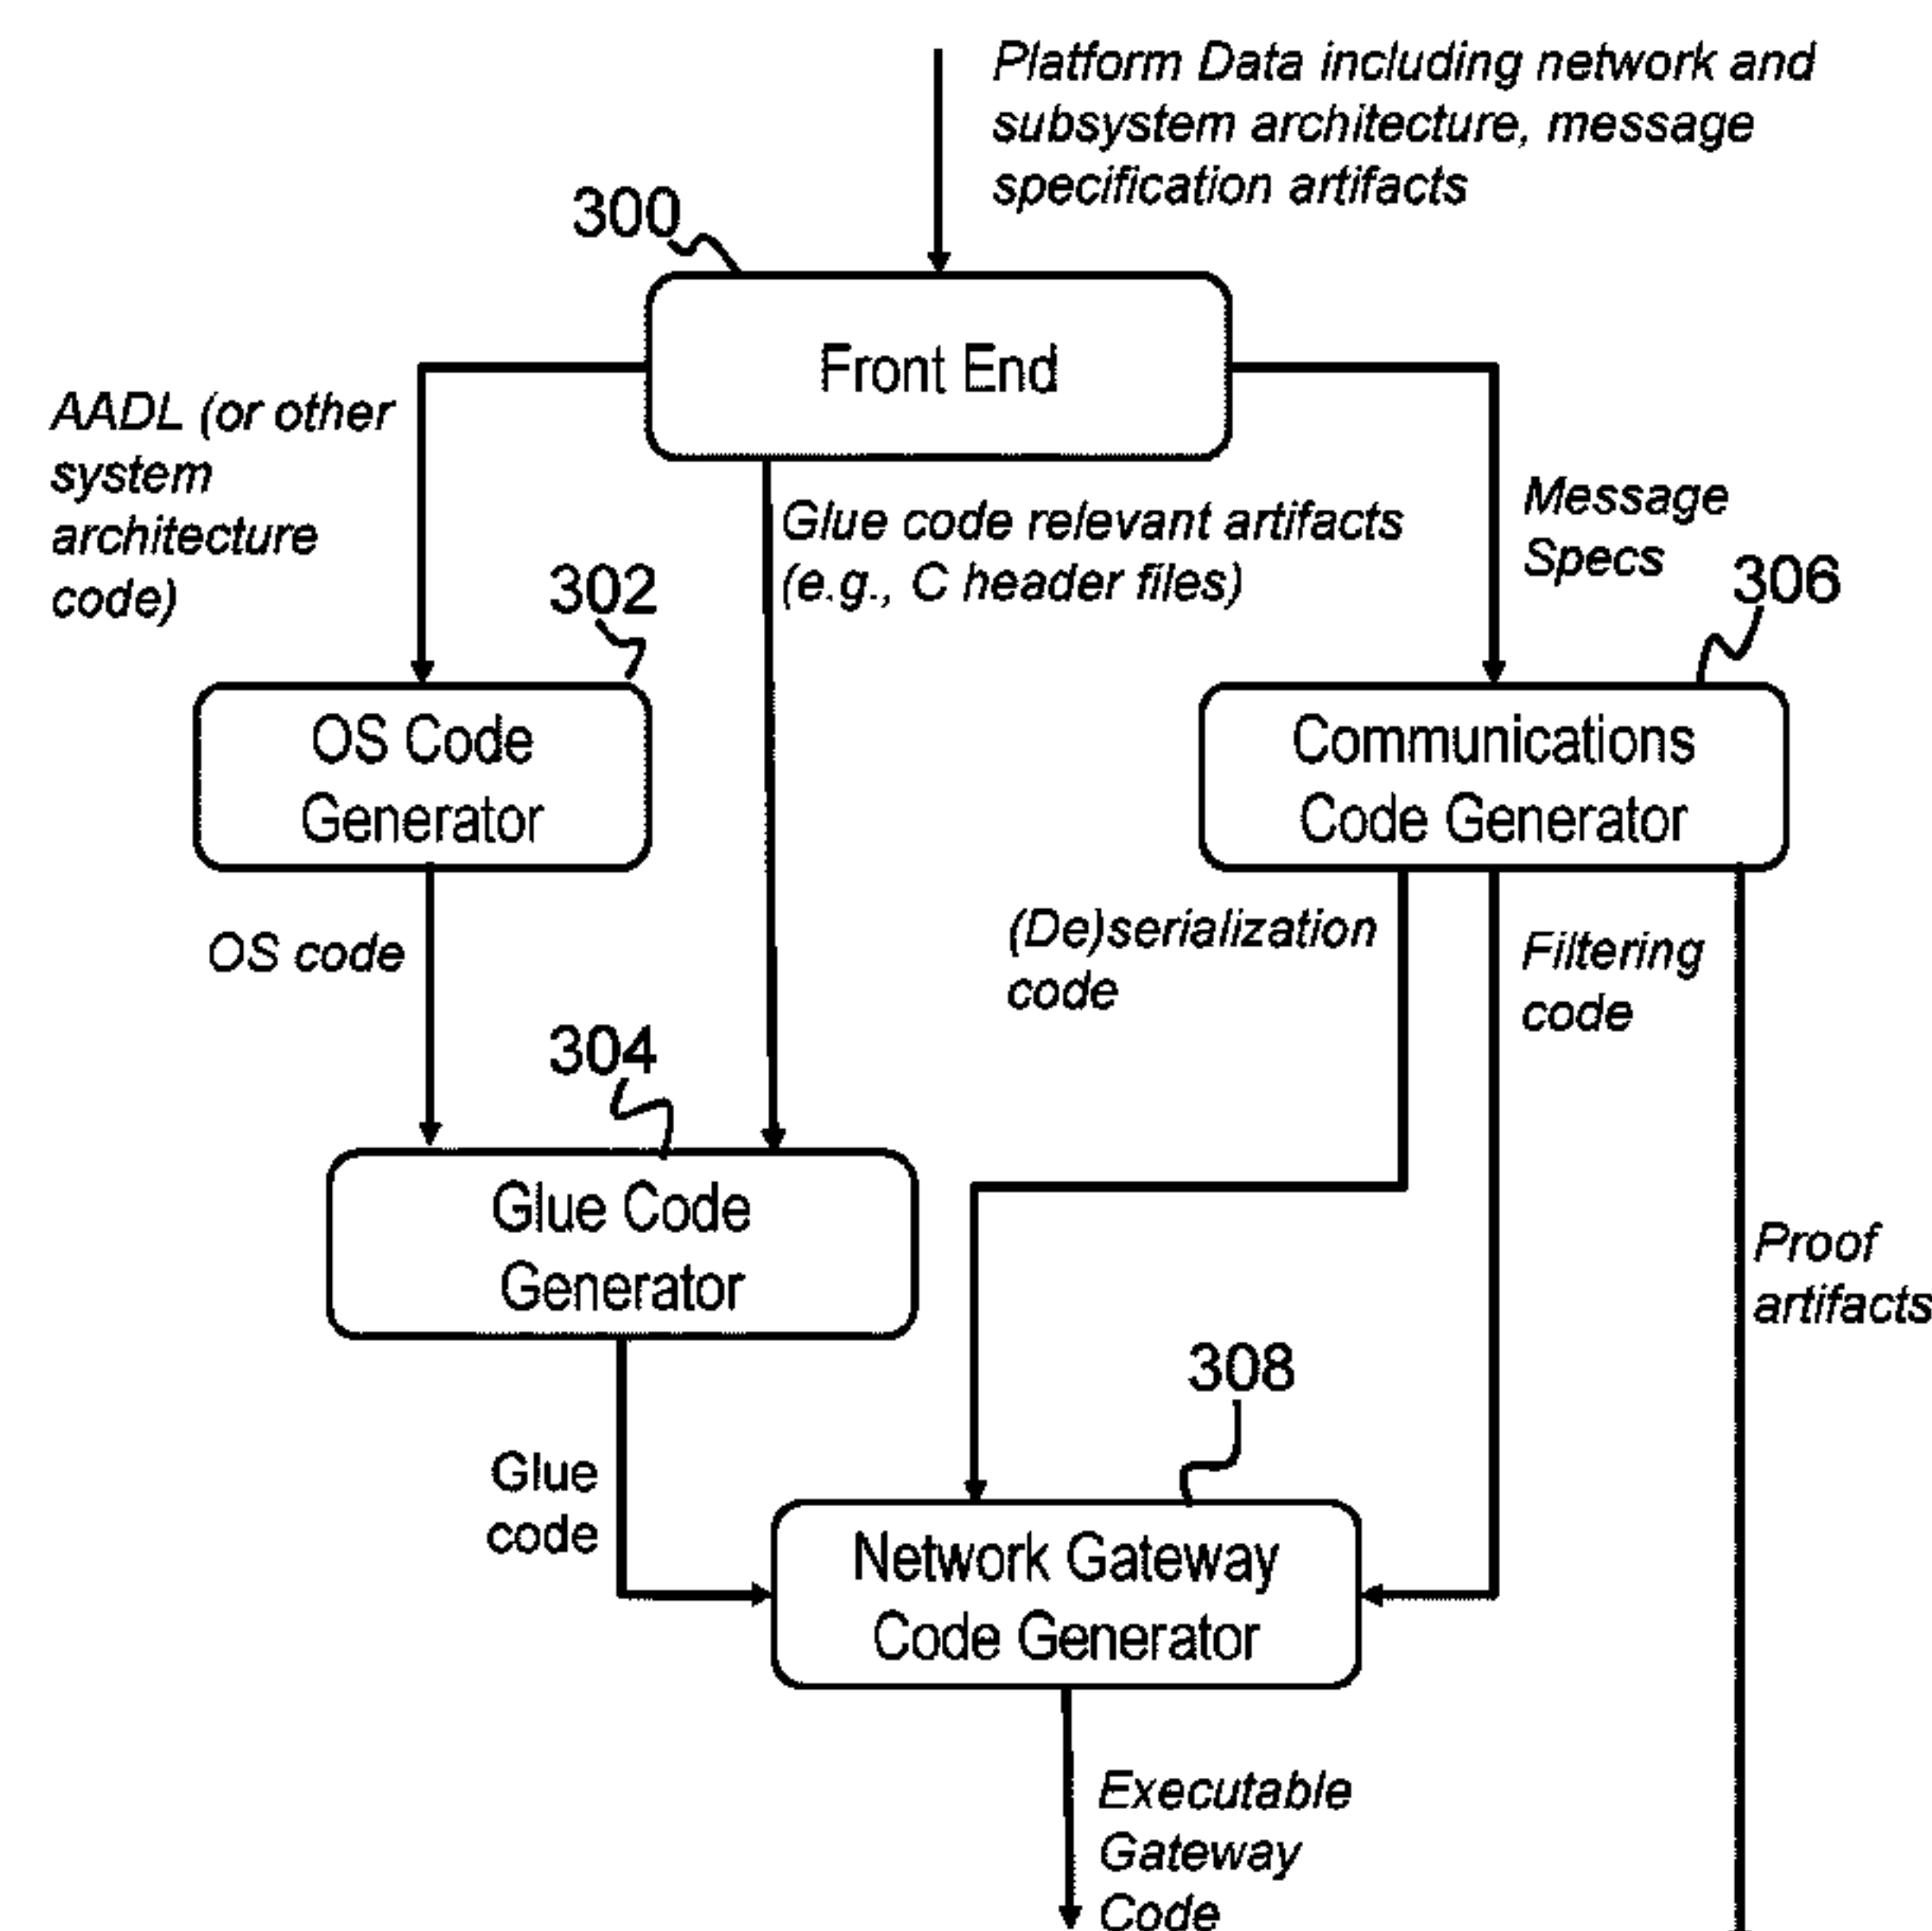 Platform Data including network and
subsystem architecture, message
specification artifacts
300
Front End
AADL (or other
system
architecture
code)
Glue code relevant artifacts
(e.g., C header files)
Message
Specs
302
306
OS Code
Generator
Communications
Code Generator
OS code
(De)serialization
code
Filtering
code
304
Glue Code
Generator
Proof
artifacts
308
Glue
code
Network Gateway
Code Generator
Executable
Gateway
Code